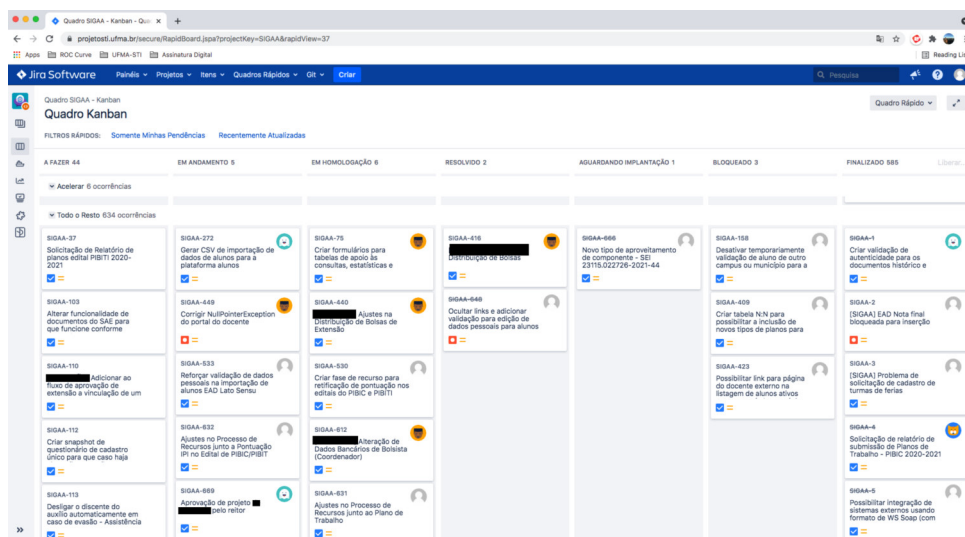 Quadro SIGAA - Kanban - Qua
projetosti.ufma.br/secure/RapidBoard.jspa?projectKey=SIGAA&rapidView=37
Apps ROC Curve UFMA-STI Assinatura Digital Reading Lis
Jira Software Painéis Projetos Itens Quadros Rápidos Git Criar Pesquisa
Quadro SIGAA - Kanban
Quadro Kanban
Quadro Rápido
FILTROS RÁPIDOS: Somente Minhas Pendências Recentemente Atualizadas
A FAZER 44 EM ANDAMENTO 5 EM HOMOLOGAÇÃO 6 RESOLVIDO 2 AGUARDANDO IMPLANTAÇÃO 1 BLOQUEADO 3 FINALIZADO 585 Liberar...
Acelerar 6 ocorrências
Todo o Resto 634 ocorrências
SIGAA-37
Solicitação de Relatório de
planos edital PIBITI 2020-
2021
SIGAA-103
Alterar funcionalidade de
documentos do SAE para
que funcione conforme
SIGAA-110
Adicionar ao
fluxo de aprovação de
extensão a vinculação de um
SIGAA-112
Criar snapshot de
questionário de cadastro
único para que caso haja
SIGAA-113
Desligar o discente do
auxílio automaticamente em
caso de evasão - Assistência
SIGAA-272
Gerar CSV de importação de
dados de alunos para a
plataforma alunos
SIGAA-449
Corrigir NullPointerException
do portal do docente
SIGAA-533
Reforçar validação de dados
pessoais na importação de
alunos EAD Lato Sensu
SIGAA-632
Ajustes no Processo de
Recursos junto a Pontuação
IPI no Edital de PIBIC/PIBIT
SIGAA-669
Aprovação de projeto
pelo reitor
SIGAA-75
Criar formulários para
tabelas de apoio às
consultas, estatísticas e
SIGAA-440
Ajustes na
Distribuição de Bolsas de
Extensão
SIGAA-530
Criar fase de recurso para
retificação de pontuação nos
editais do PIBIC e PIBITI
SIGAA-612
Alteração de
Dados Bancários de Bolsista
(Coordenador)
SIGAA-631
Ajustes no Processo de
Recursos junto ao Plano de
Trabalho
SIGAA-416
Distribuição de Bolsas
SIGAA-648
Ocultar links e adicionar
validação para edição de
dados pessoais para alunos
SIGAA-666
Novo tipo de aproveitamento
de componente - SEI
23115.022726-2021-44
SIGAA-158
Desativar temporariamente
validação de aluno de outro
campus ou município para a
SIGAA-409
Criar tabela N:N para
possibilitar a inclusão de
novos tipos de planos para
SIGAA-423
Possibilitar link para página
do docente externo na
listagem de alunos ativos
SIGAA-1
Criar validação de
autenticidade para os
documentos histórico e
SIGAA-2
[SIGAA] EAD Nota final
bloqueada para inserção
SIGAA-3
[SIGAA] Problema de
solicitação de cadastro de
turmas de ferias
SIGAA-4
Solicitação de relatório de
submissão de Planos de
Trabalho - PIBIC 2020-2021
SIGAA-5
Possibilitar integração de
sistemas externos usando
formato de WS Soap (com